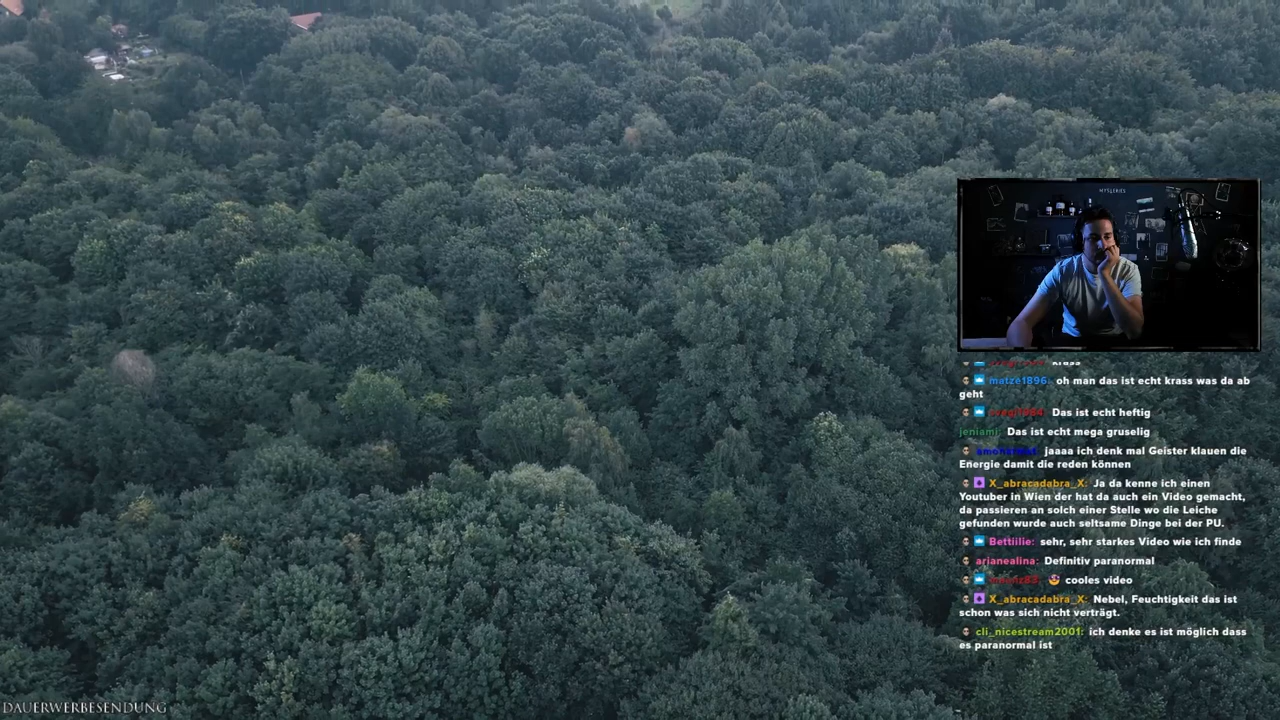 MYSTERIES
krass
matze1896: oh man das ist echt krass was da ab
geht
Das ist echt heftig
jeniami: Das ist echt mega gruselig
jaaaa ich denk mal Geister klauen die
Energie damit die reden können
X_abracadabra_X: Ja da kenne ich einen
Youtuber in Wien der hat da auch ein Video gemacht,
da passieren an solch einer Stelle wo die Leiche
gefunden wurde auch seltsame Dinge bei der PU.
Bettiilie: sehr, sehr starkes Video wie ich finde
arianealina: Definitiv paranormal
cooles video
X_abracadabra_X: Nebel, Feuchtigkeit das ist
schon was sich nicht verträgt.
cli_nicestream2001: ich denke es ist möglich dass
es paranormal ist
DAUERWERBESENDUNG